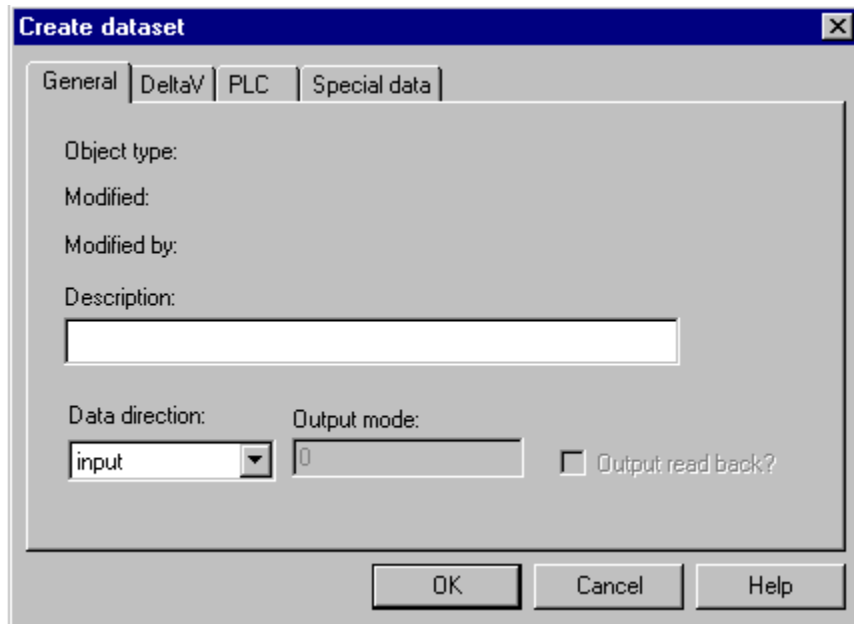 Create dataset
General DeltaV PLC Special data
Object type:
Modified:
Modified by:
Description:
Data direction: Output mode:
input 0 Output read back?
OK Cancel Help